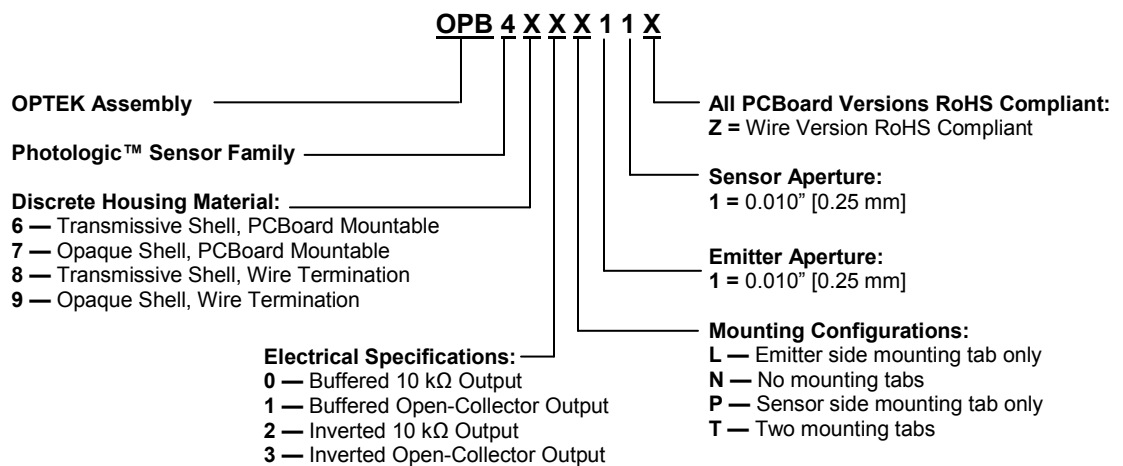 OPB 4 X X X 1 1 X
OPTEK Assembly
Photologic™ Sensor Family
Discrete Housing Material:
6 — Transmissive Shell, PCBoard Mountable
7 — Opaque Shell, PCBoard Mountable
8 — Transmissive Shell, Wire Termination
9 — Opaque Shell, Wire Termination
Electrical Specifications:
0 — Buffered 10 kΩ Output
1 — Buffered Open-Collector Output
2 — Inverted 10 kΩ Output
3 — Inverted Open-Collector Output
All PCBoard Versions RoHS Compliant:
Z = Wire Version RoHS Compliant
Sensor Aperture:
1 = 0.010” [0.25 mm]
Emitter Aperture:
1 = 0.010” [0.25 mm]
Mounting Configurations:
L — Emitter side mounting tab only
N — No mounting tabs
P — Sensor side mounting tab only
T — Two mounting tabs